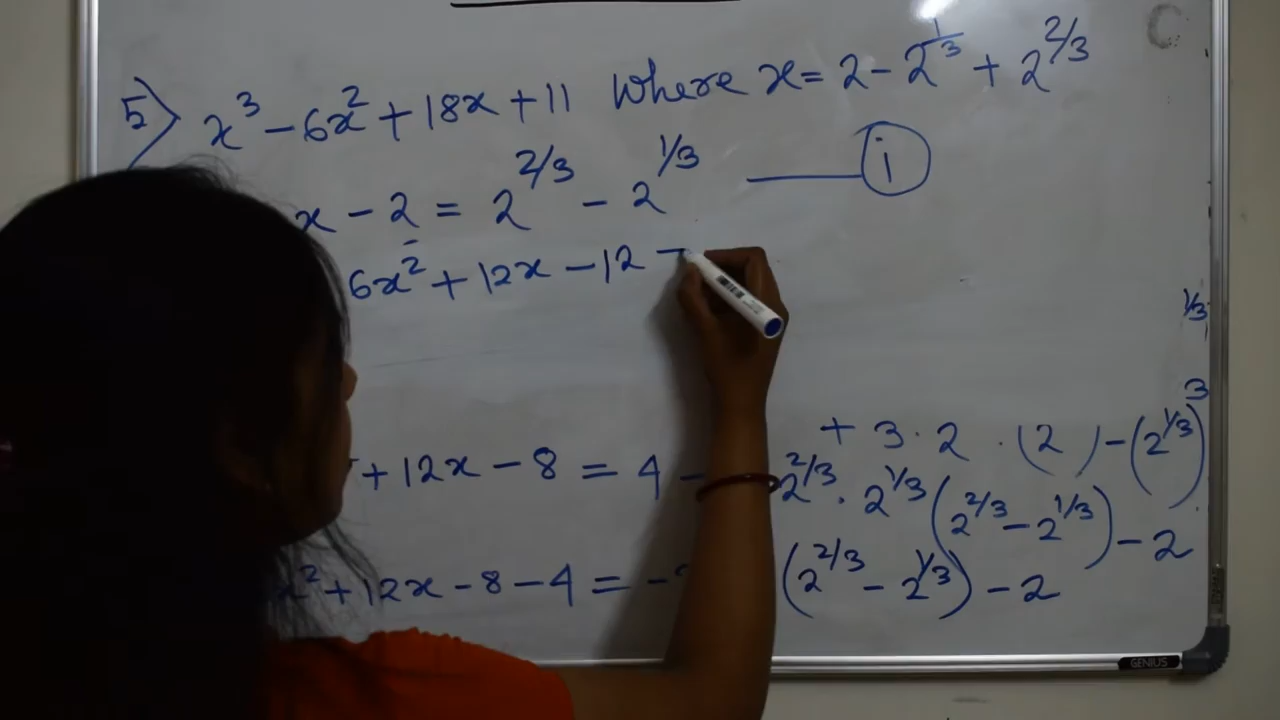 5) x³ - 6x² + 18x + 11 where x = 2 - 2^1/3 + 2^2/3
x - 2 = 2^2/3 - 2^1/3 ——— (i)
6x² + 12x - 12 -
1/3
3
+ 3·2 · (2 ) - (2^1/3)
+ 12x - 8 = 4 - 2^2/3 · 2^1/3 (2^2/3 - 2^1/3) - 2
x² + 12x - 8 - 4 = - (2^2/3 - 2^1/3) - 2
GENIUS